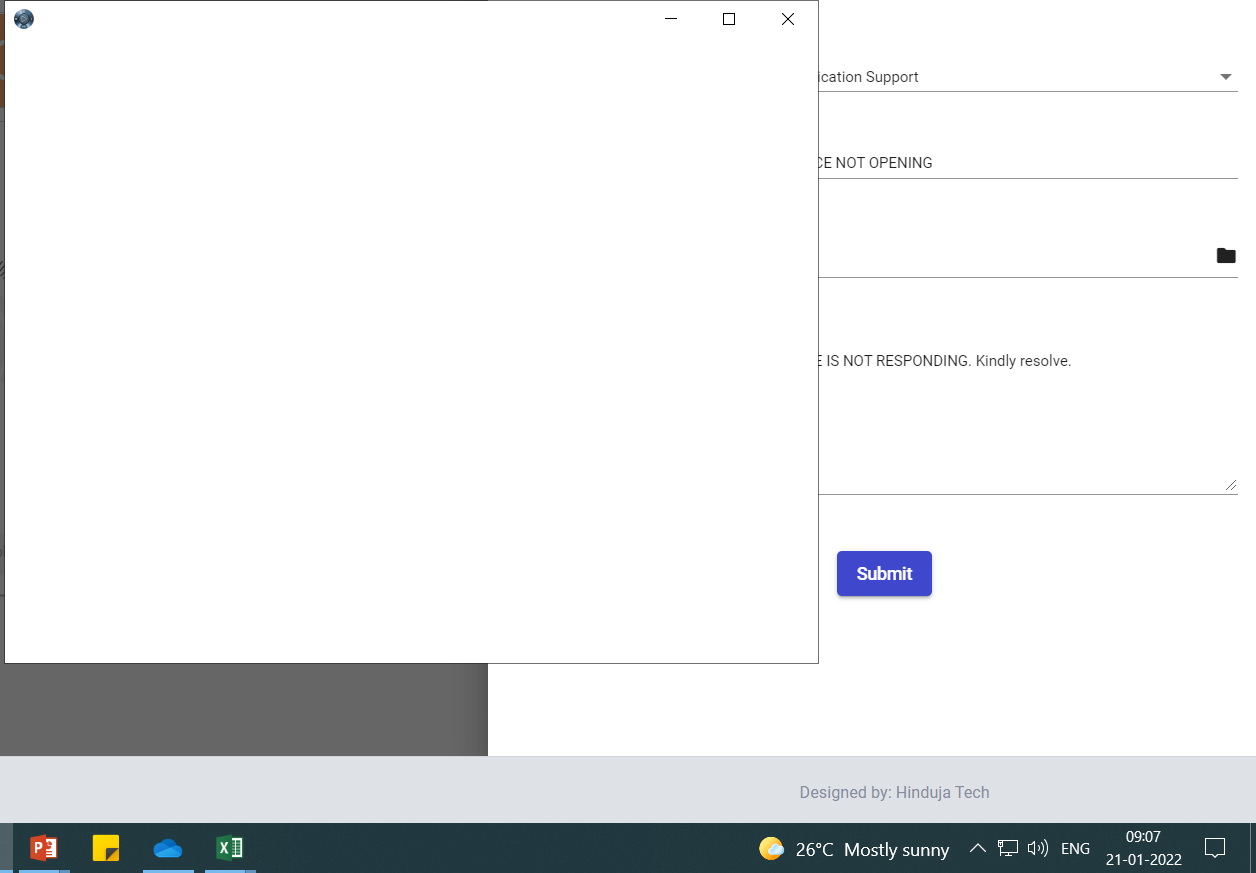 ication Support
CE NOT OPENING
E IS NOT RESPONDING. Kindly resolve.
Submit
Designed by: Hinduja Tech
26°C Mostly sunny
ENG
09:07
21-01-2022